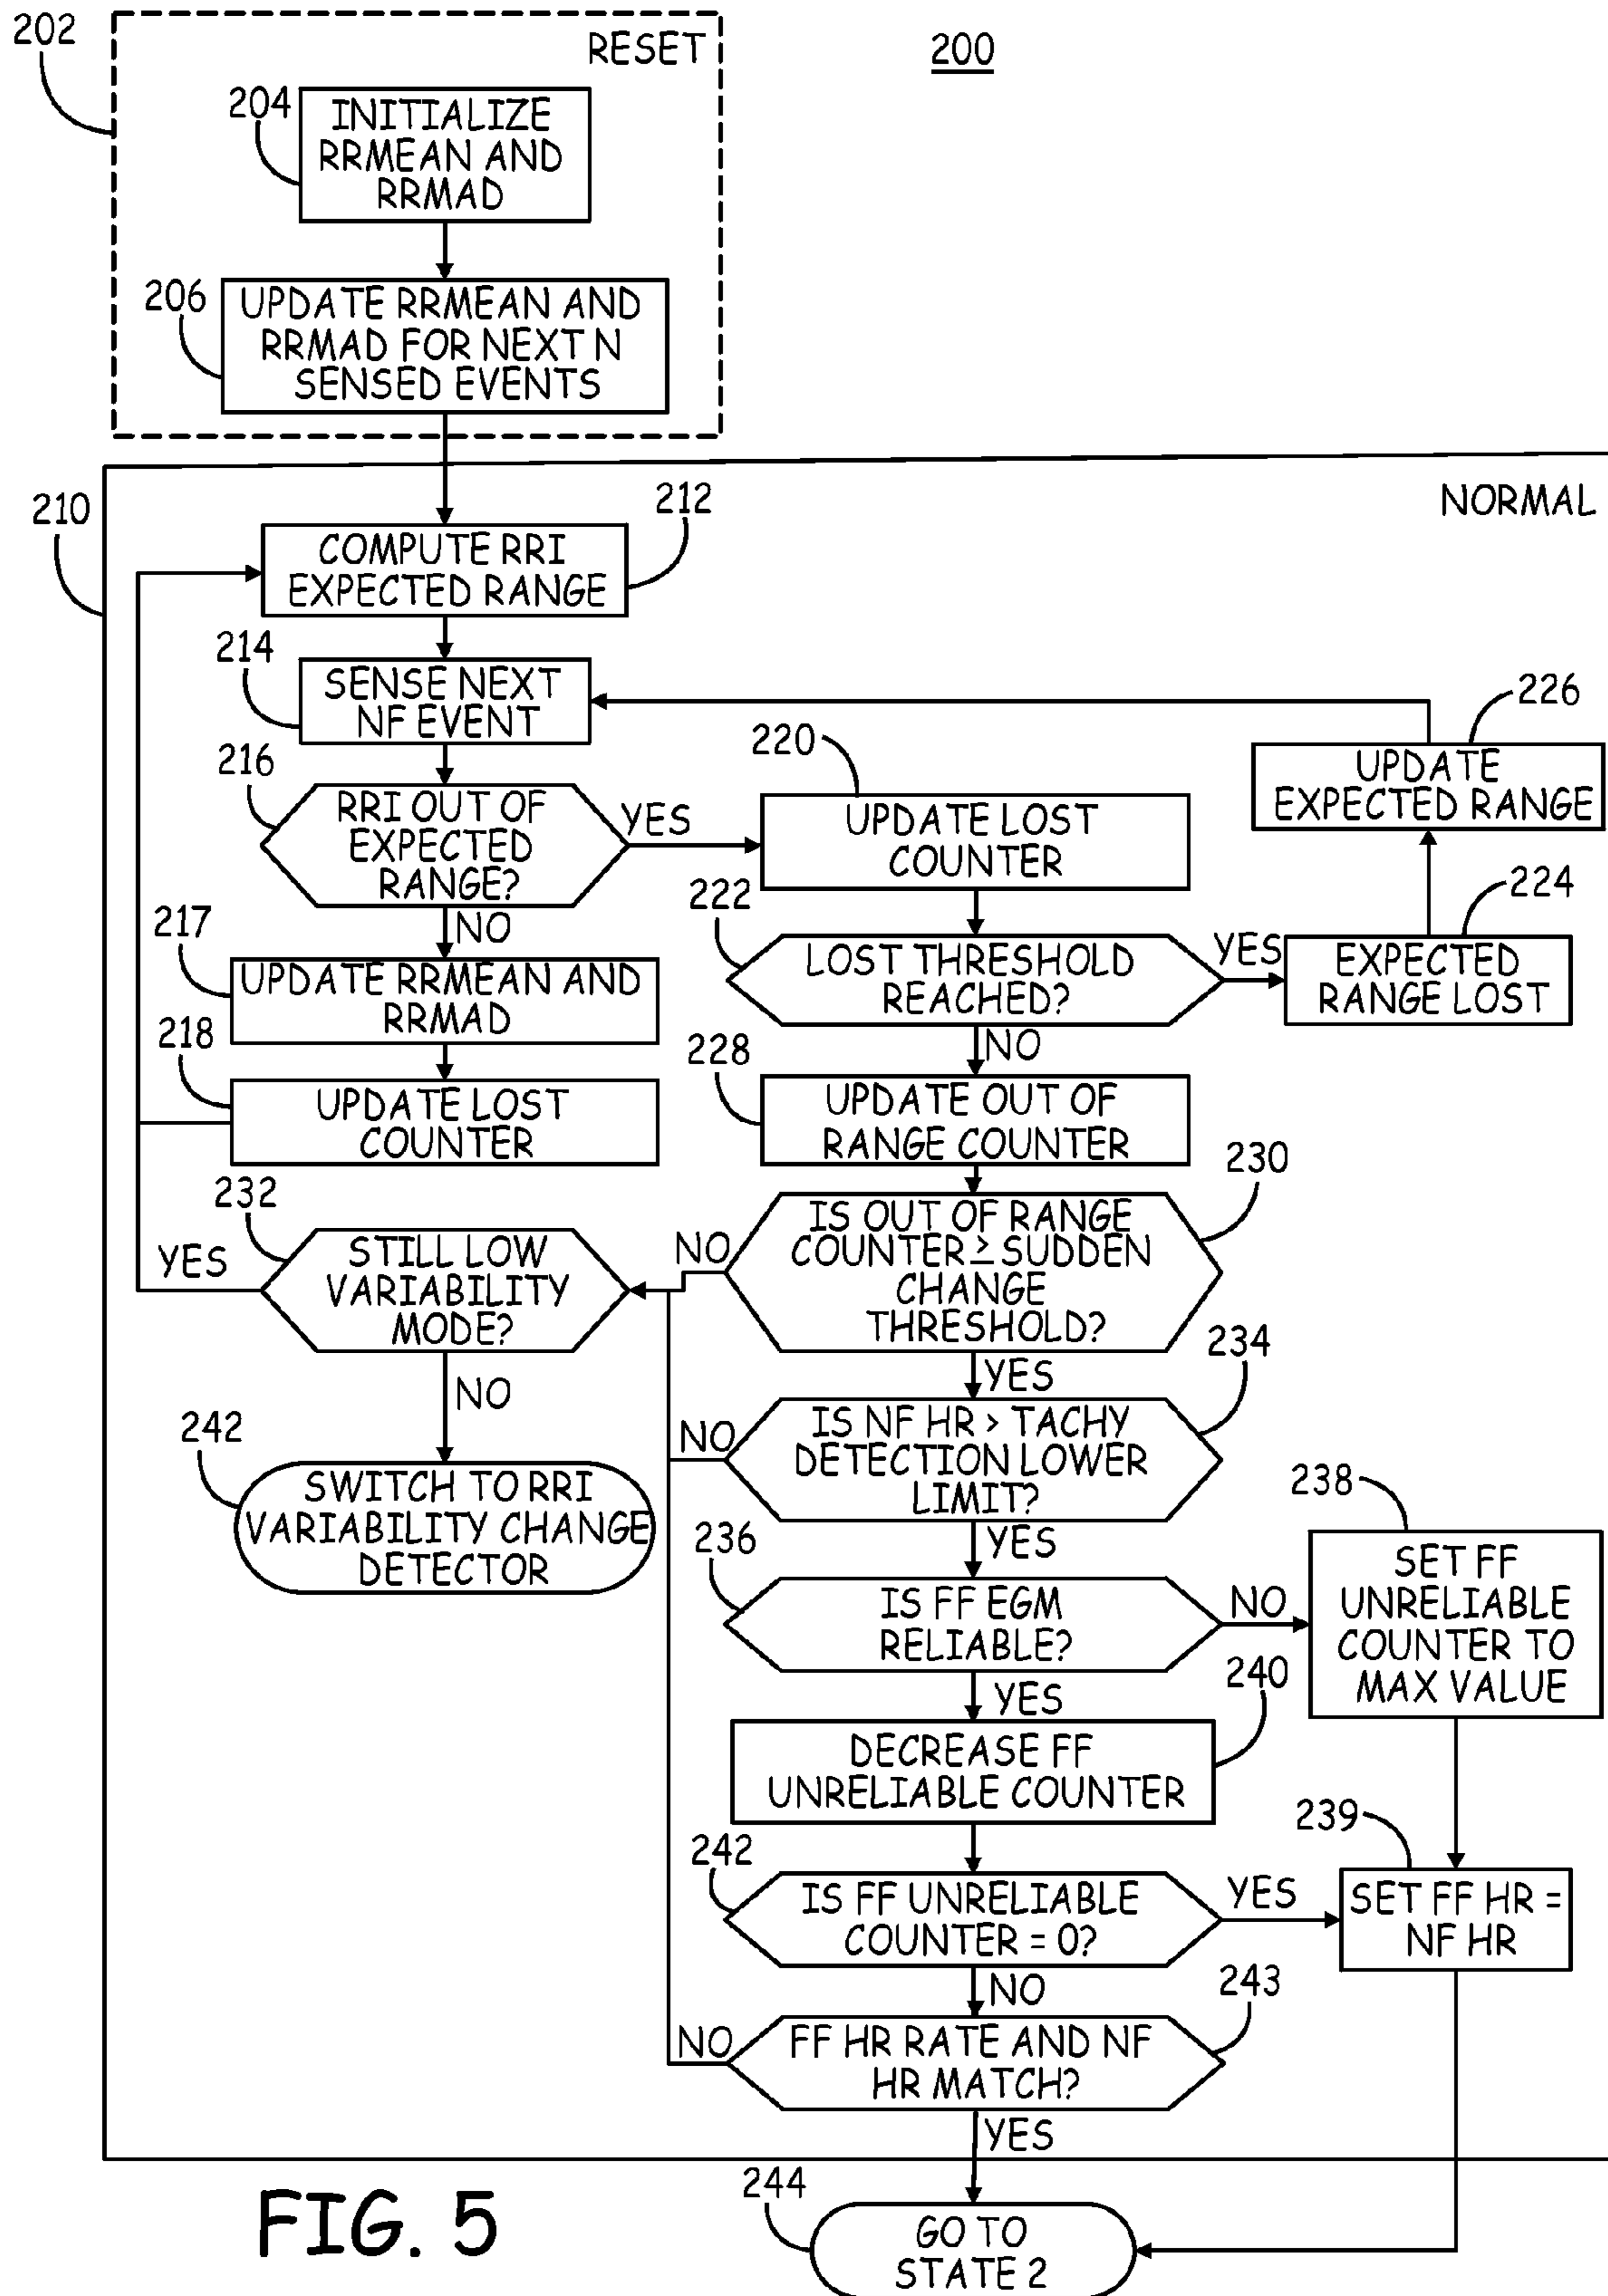 202
RESET
200
204
INITIALIZE
RRMEAN AND
RRMAD
206
UPDATE RRMEAN AND
RRMAD FOR NEXT N
SENSED EVENTS
210
NORMAL
212
COMPUTE RRI
EXPECTED RANGE
214
SENSE NEXT
NF EVENT
226
UPDATE
EXPECTED RANGE
216
RRI OUT OF
EXPECTED
RANGE?
YES
NO
220
UPDATE LOST
COUNTER
222
LOST THRESHOLD
REACHED?
YES
NO
224
EXPECTED
RANGE LOST
217
UPDATE RRMEAN AND
RRMAD
218
UPDATE LOST
COUNTER
228
UPDATE OUT OF
RANGE COUNTER
230
IS OUT OF RANGE
COUNTER ≥ SUDDEN
CHANGE
THRESHOLD?
NO
YES
232
STILL LOW
VARIABILITY
MODE?
YES
NO
234
IS NF HR > TACHY
DETECTION LOWER
LIMIT?
NO
YES
242
SWITCH TO RRI
VARIABILITY CHANGE
DETECTOR
236
IS FF EGM
RELIABLE?
NO
YES
238
SET FF
UNRELIABLE
COUNTER TO
MAX VALUE
240
DECREASE FF
UNRELIABLE COUNTER
239
SET FF HR =
NF HR
242
IS FF UNRELIABLE
COUNTER = 0?
YES
NO
243
FF HR RATE AND NF
HR MATCH?
NO
YES
244
GO TO
STATE 2
FIG. 5